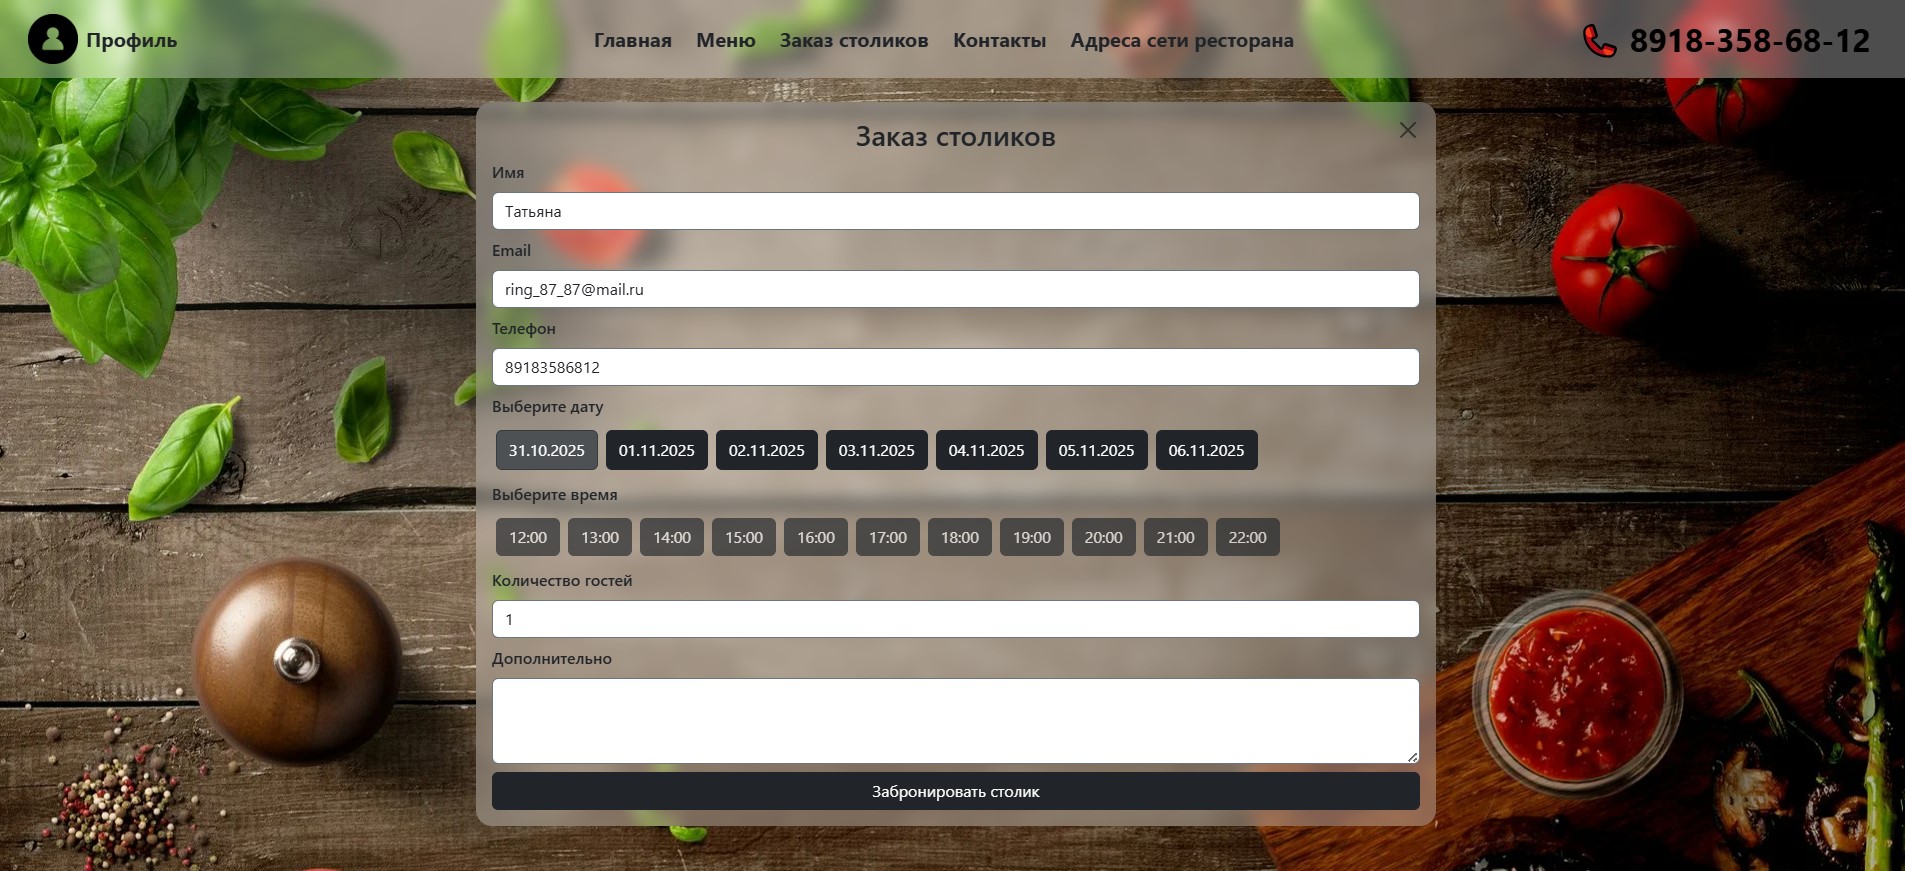 Профиль
Главная Меню Заказ столиков Контакты Адреса сети ресторана
8918-358-68-12
Заказ столиков
Имя
Татьяна
Email
ring_87_87@mail.ru
Телефон
89183586812
Выберите дату
31.10.2025 01.11.2025 02.11.2025 03.11.2025 04.11.2025 05.11.2025 06.11.2025
Выберите время
12:00 13:00 14:00 15:00 16:00 17:00 18:00 19:00 20:00 21:00 22:00
Количество гостей
1
Дополнительно
Забронировать столик